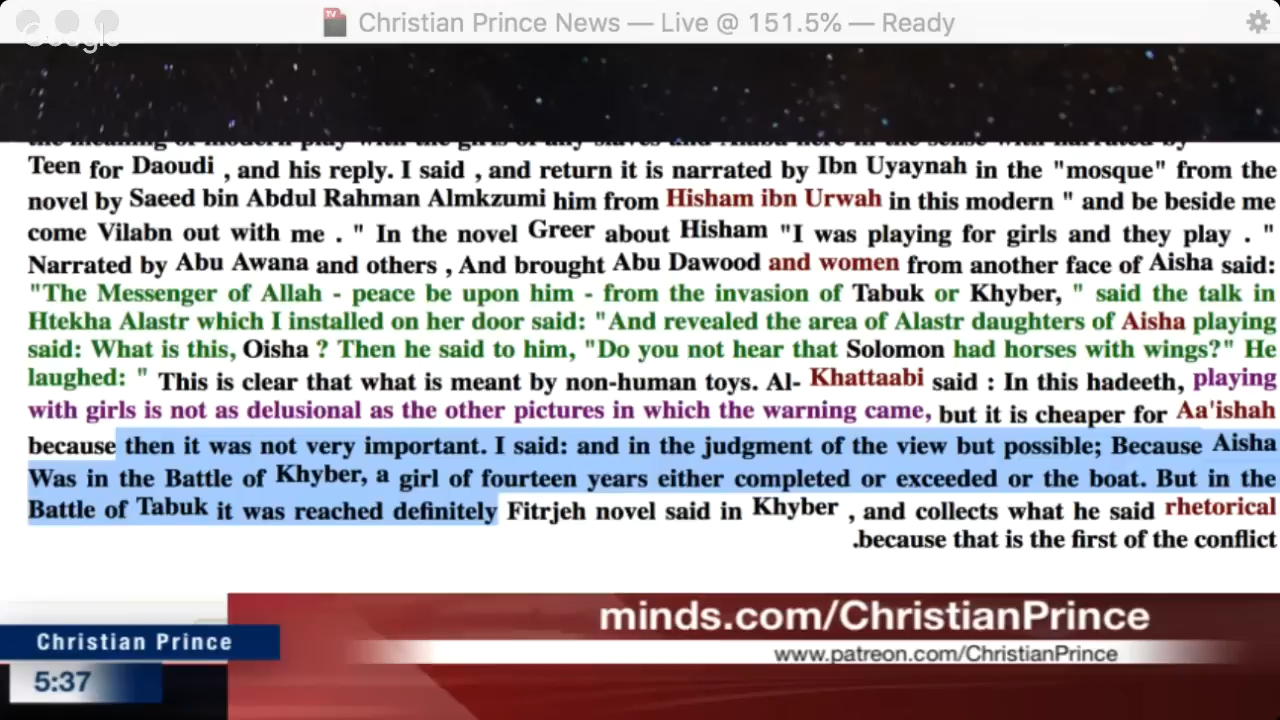 Christian Prince News — Live @ 151.5% — Ready
Google
Teen for Daoudi , and his reply. I said , and return it is narrated by Ibn Uyaynah in the "mosque" from the
novel by Saeed bin Abdul Rahman Almkzumi him from Hisham ibn Urwah in this modern " and be beside me
come Vilabn out with me . " In the novel Greer about Hisham "I was playing for girls and they play . "
Narrated by Abu Awana and others , And brought Abu Dawood and women from another face of Aisha said:
"The Messenger of Allah - peace be upon him - from the invasion of Tabuk or Khyber, " said the talk in
Htekha Alastr which I installed on her door said: "And revealed the area of Alastr daughters of Aisha playing
said: What is this, Oisha ? Then he said to him, "Do you not hear that Solomon had horses with wings?" He
laughed: " This is clear that what is meant by non-human toys. Al- Khattaabi said : In this hadeeth, playing
with girls is not as delusional as the other pictures in which the warning came, but it is cheaper for Aa'ishah
because then it was not very important. I said: and in the judgment of the view but possible; Because Aisha
Was in the Battle of Khyber, a girl of fourteen years either completed or exceeded or the boat. But in the
Battle of Tabuk it was reached definitely Fitrjeh novel said in Khyber , and collects what he said rhetorical
.because that is the first of the conflict
minds.com/ChristianPrince
Christian Prince
www.patreon.com/ChristianPrince
5:37